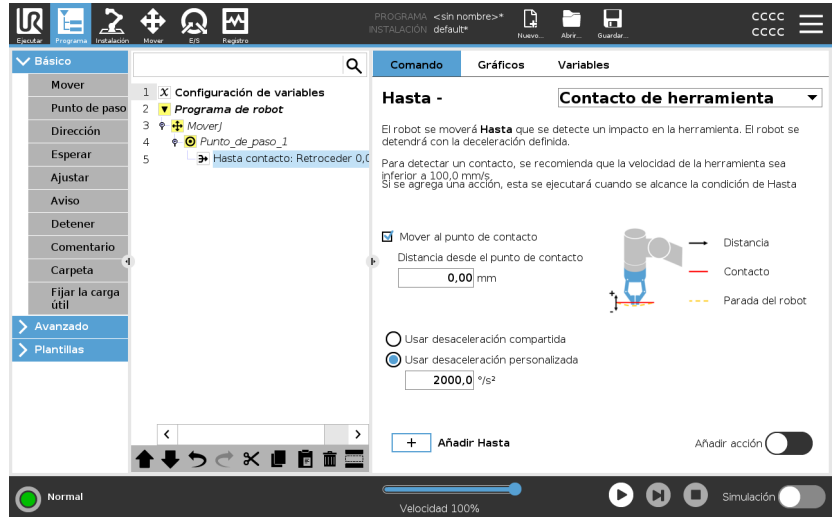 UR
Ejecutar
Programa
Instalación
Mover
E/S
Registro
PROGRAMA <sin nombre>*
INSTALACIÓN default*
Nuevo...
Abrir...
Guardar...
CCCC
CCCC
Básico
Mover
Punto de paso
Dirección
Esperar
Ajustar
Aviso
Detener
Comentario
Carpeta
Fijar la carga
útil
Avanzado
Plantillas
1 X Configuración de variables
2 Programa de robot
3 MoverJ
4 Punto_de_paso_1
5 Hasta contacto: Retroceder 0,0
Comando Gráficos Variables
Hasta - Contacto de herramienta
El robot se moverá Hasta que se detecte un impacto en la herramienta. El robot se
detendrá con la deceleración definida.
Para detectar un contacto, se recomienda que la velocidad de la herramienta sea
inferior a 100,0 mm/s.
Si se agrega una acción, esta se ejecutará cuando se alcance la condición de Hasta
Mover al punto de contacto
Distancia desde el punto de contacto
0,00 mm
Distancia
Contacto
Parada del robot
+
-
Usar desaceleración compartida
Usar desaceleración personalizada
2000,0 °/s²
+ Añadir Hasta
Añadir acción
Normal
Velocidad 100%
Simulación